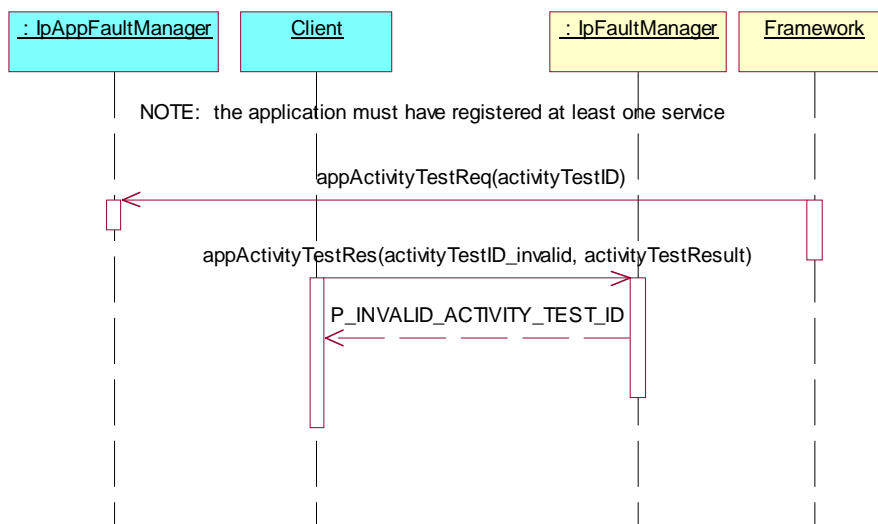 : IpAppFaultManager
Client
: IpFaultManager
Framework
NOTE: the application must have registered at least one service
appActivityTestReq(activityTestID)
appActivityTestRes(activityTestID_invalid, activityTestResult)
P_INVALID_ACTIVITY_TEST_ID